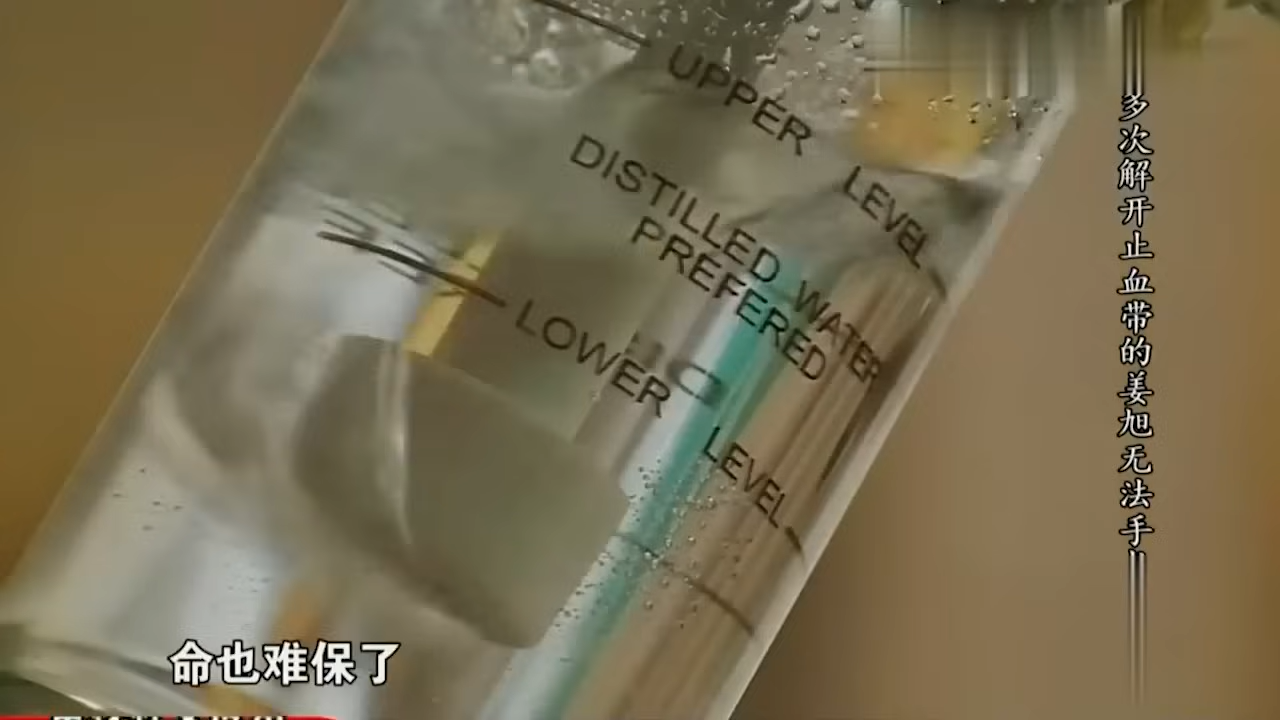 UPPER LEVEL
DISTILLED WATER
PREFERED
LOWER LEVEL
多次解开止血带的姜旭无法手
命也难保了